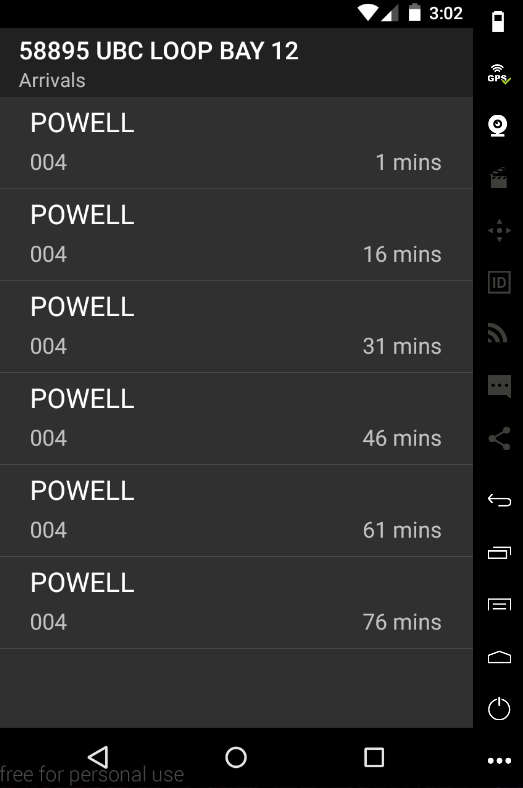 3:02
58895 UBC LOOP BAY 12
Arrivals
POWELL
004 1 mins
POWELL
004 16 mins
POWELL
004 31 mins
POWELL
004 46 mins
POWELL
004 61 mins
POWELL
004 76 mins
free for personal use
GPS
ID